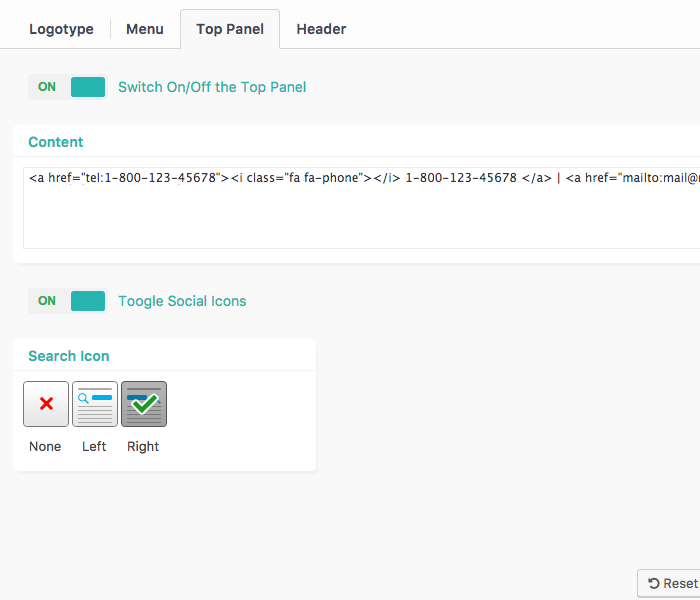 Logotype Menu Top Panel Header
ON Switch On/Off the Top Panel
Content
<a href="tel:1-800-123-45678"><i class="fa fa-phone"></i> 1-800-123-45678 </a> | <a href="mailto:mail@
ON Toogle Social Icons
Search Icon
None Left Right
Reset